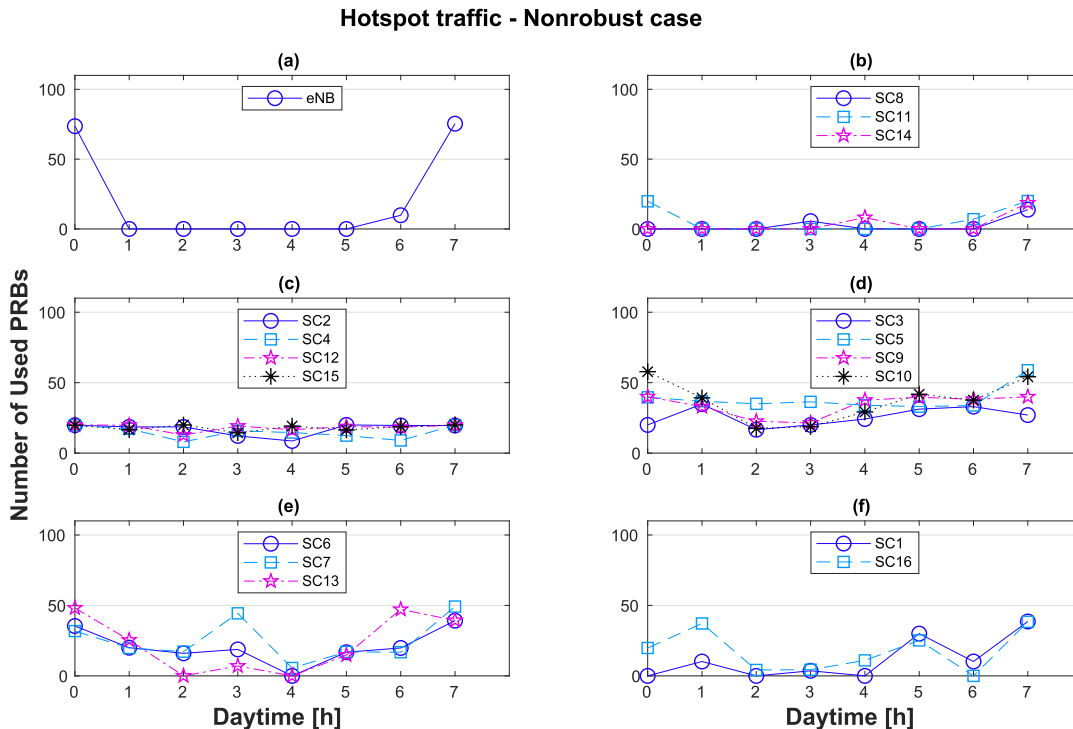 Hotspot traffic - Nonrobust case
Number of Used PRBs
(a)
eNB
100
50
0
0 1 2 3 4 5 6 7
(b)
SC8
SC11
SC14
100
50
0
0 1 2 3 4 5 6 7
(c)
SC2
SC4
SC12
SC15
100
50
0
0 1 2 3 4 5 6 7
(d)
SC3
SC5
SC9
SC10
100
50
0
0 1 2 3 4 5 6 7
(e)
SC6
SC7
SC13
100
50
0
0 1 2 3 4 5 6 7
Daytime [h]
(f)
SC1
SC16
100
50
0
0 1 2 3 4 5 6 7
Daytime [h]